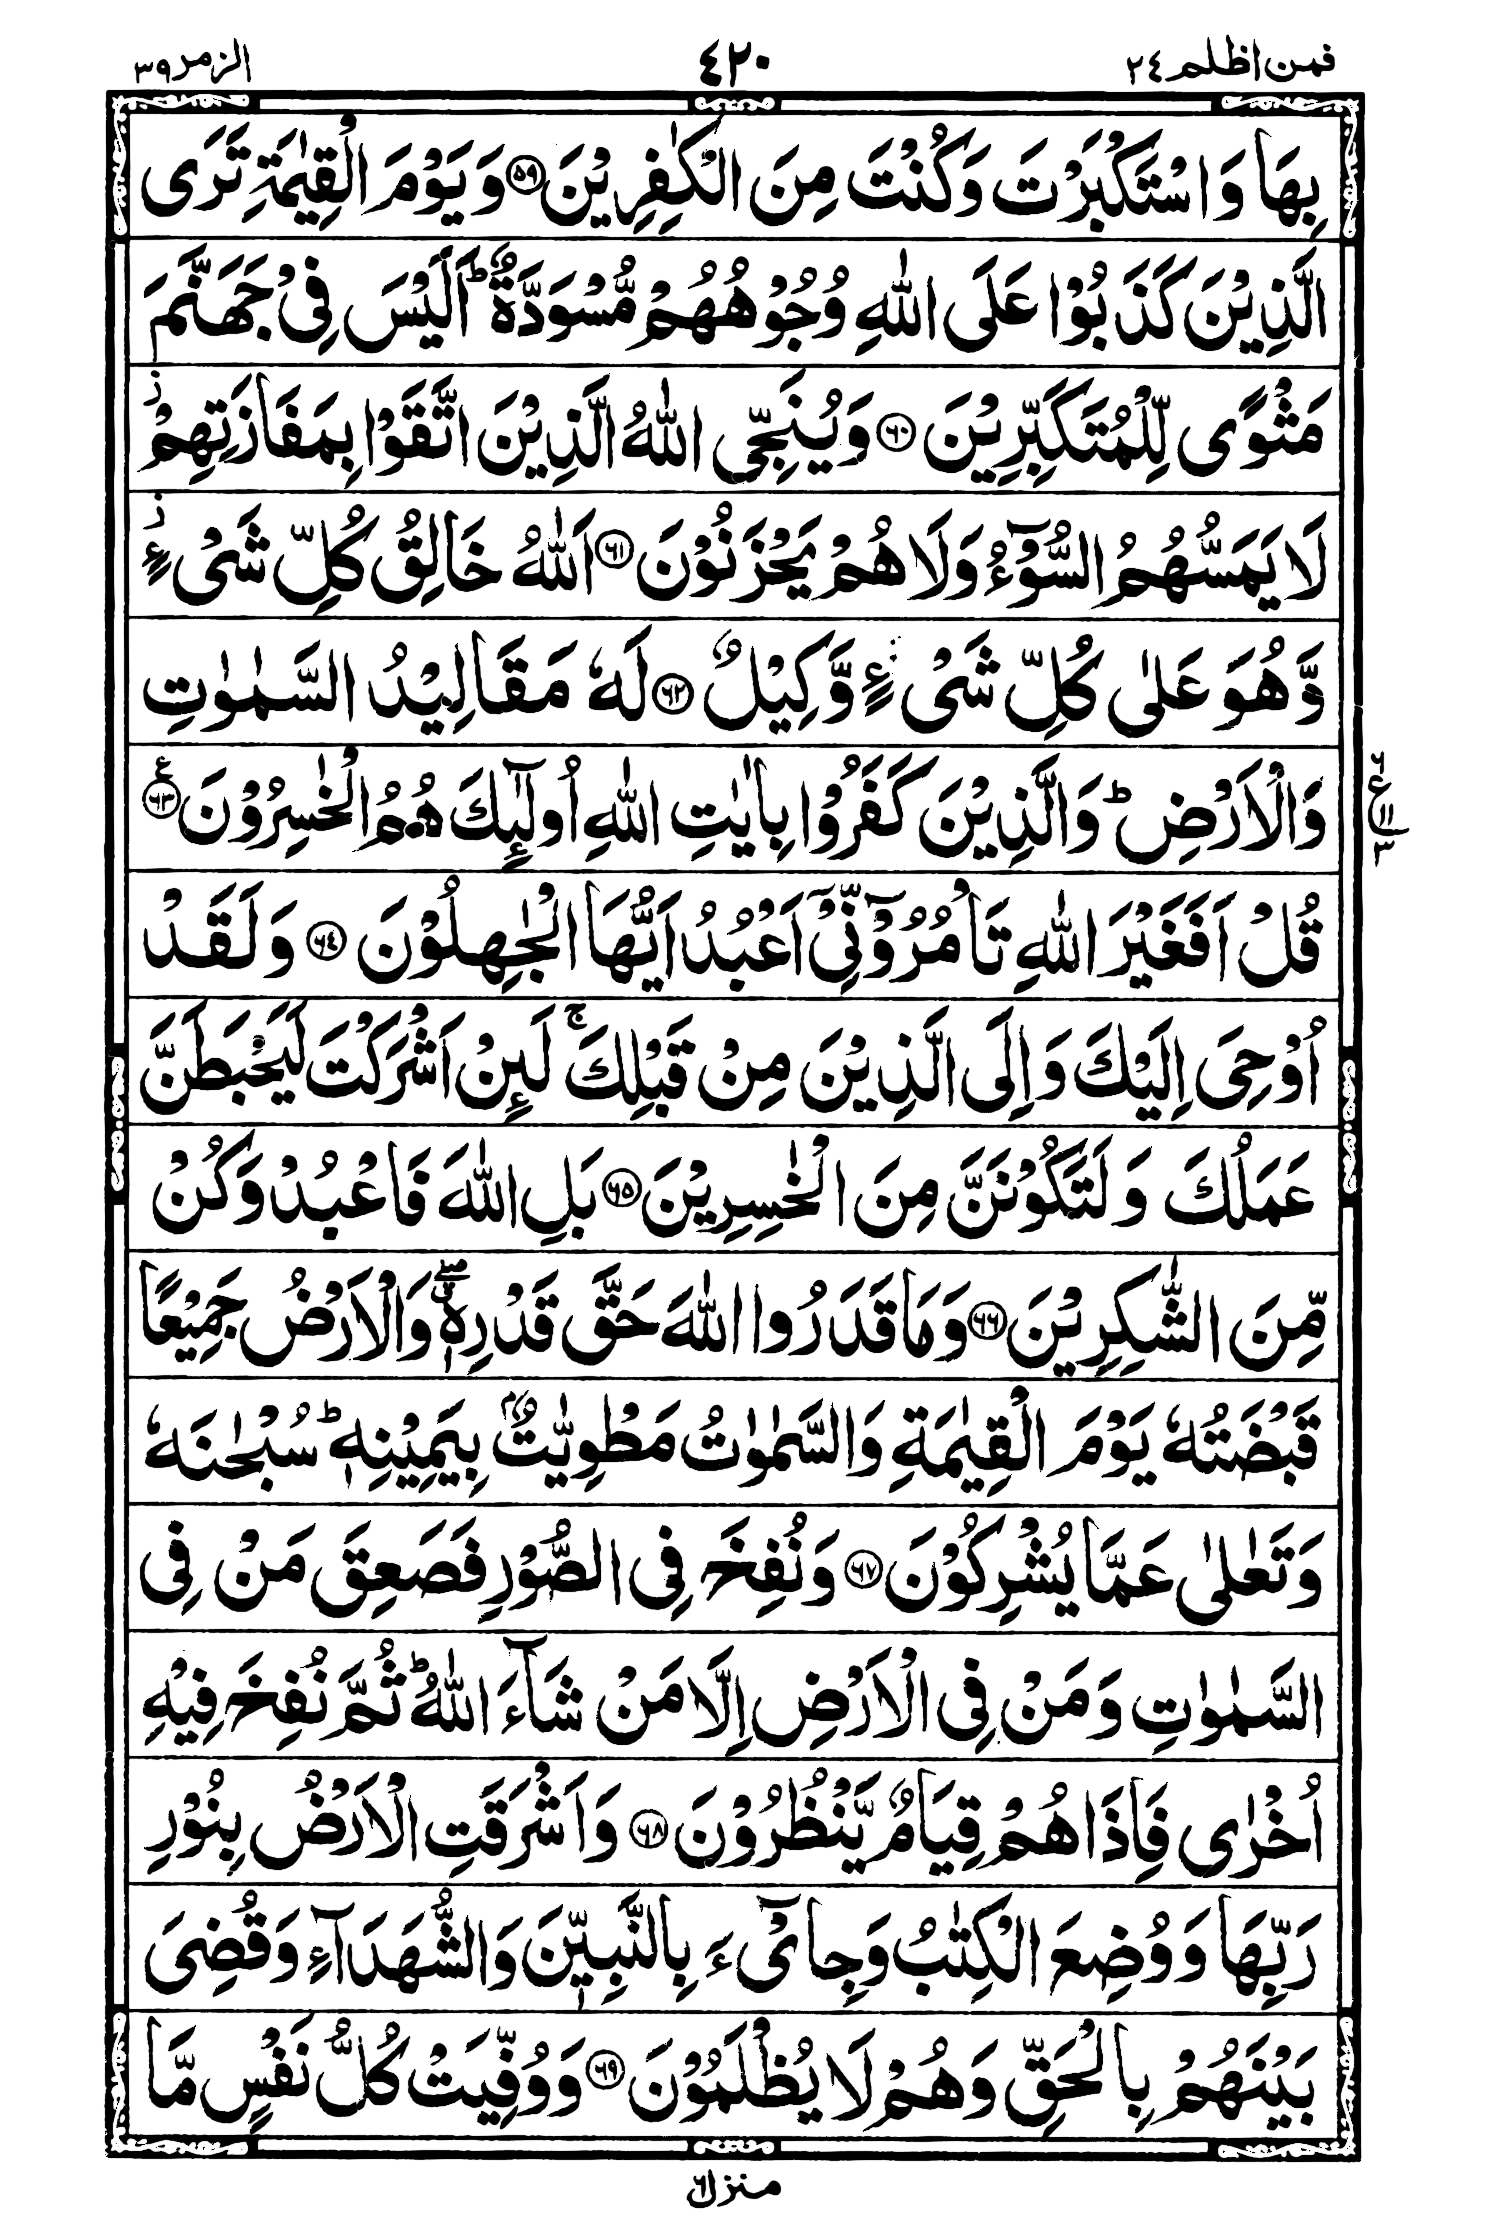 فمن اظلم ٢٤
٤٢٠
الزمر ٣٩
بِهَا وَ اسْتَكْبَرْتَ وَ كُنْتَ مِنَ الْكٰفِرِيْنَ ﴿٥٩﴾ وَ يَوْمَ الْقِيٰمَةِ تَرَى
الَّذِيْنَ كَذَبُوْا عَلَى اللّٰهِ وُجُوْهُهُمْ مُّسْوَدَّةٌ ؕ اَلَيْسَ فِيْ جَهَنَّمَ
مَثْوًى لِّلْمُتَكَبِّرِيْنَ ﴿٦٠﴾ وَ يُنَجِّي اللّٰهُ الَّذِيْنَ اتَّقَوْا بِمَفَازَتِهِمْ ؗ
لَا يَمَسُّهُمُ السُّوْٓءُ وَلَا هُمْ يَحْزَنُوْنَ ﴿٦١﴾ اَللّٰهُ خَالِقُ كُلِّ شَيْءٍ ؗ
وَّ هُوَ عَلٰى كُلِّ شَيْءٍ وَّكِيْلٌ ﴿٦٢﴾ لَهٗ مَقَالِيْدُ السَّمٰوٰتِ
وَالْاَرْضِ ؕ وَالَّذِيْنَ كَفَرُوْا بِاٰيٰتِ اللّٰهِ اُولٰٓئِكَ هُمُ الْخٰسِرُوْنَ ﴿٦٣﴾ ع
٦ ع ١١ ٣
قُلْ اَفَغَيْرَ اللّٰهِ تَاْمُرُوْٓنِّيْٓ اَعْبُدُ اَيُّهَا الْجٰهِلُوْنَ ﴿٦٤﴾ وَ لَقَدْ
اُوْحِيَ اِلَيْكَ وَ اِلَى الَّذِيْنَ مِنْ قَبْلِكَ ۚ لَئِنْ اَشْرَكْتَ لَيَحْبَطَنَّ
عَمَلُكَ وَ لَتَكُوْنَنَّ مِنَ الْخٰسِرِيْنَ ﴿٦٥﴾ بَلِ اللّٰهَ فَاعْبُدْ وَكُنْ
مِّنَ الشّٰكِرِيْنَ ﴿٦٦﴾ وَمَا قَدَرُوا اللّٰهَ حَقَّ قَدْرِهٖ ۖۗ وَالْاَرْضُ جَمِيْعًا
قَبْضَتُهٗ يَوْمَ الْقِيٰمَةِ وَالسَّمٰوٰتُ مَطْوِيّٰتٌۢ بِيَمِيْنِهٖ ؕ سُبْحٰنَهٗ
وَتَعٰلٰى عَمَّا يُشْرِكُوْنَ ﴿٦٧﴾ وَنُفِخَ فِي الصُّوْرِ فَصَعِقَ مَنْ فِي
السَّمٰوٰتِ وَمَنْ فِي الْاَرْضِ اِلَّا مَنْ شَآءَ اللّٰهُ ؕ ثُمَّ نُفِخَ فِيْهِ
اُخْرٰى فَاِذَا هُمْ قِيَامٌ يَّنْظُرُوْنَ ﴿٦٨﴾ وَاَشْرَقَتِ الْاَرْضُ بِنُوْرِ
رَبِّهَا وَ وُضِعَ الْكِتٰبُ وَجِايْٓءَ بِالنَّبِيّٖنَ وَالشُّهَدَآءِ وَقُضِيَ
بَيْنَهُمْ بِالْحَقِّ وَهُمْ لَا يُظْلَمُوْنَ ﴿٦٩﴾ وَ وُفِّيَتْ كُلُّ نَفْسٍ مَّا
منزل ٦